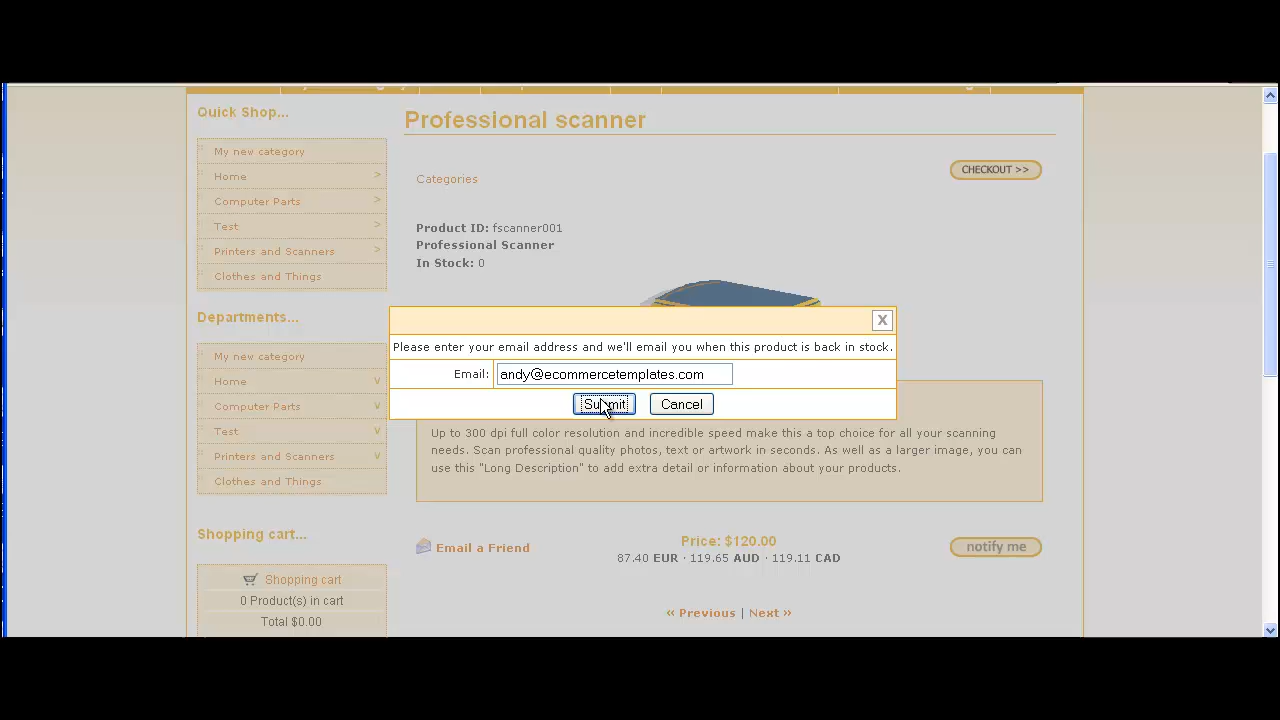 Quick Shop...
My new category
Home >
Computer Parts >
Test >
Printers and Scanners >
Clothes and Things
Departments...
My new category
Home v
Computer Parts v
Test v
Printers and Scanners v
Clothes and Things
Shopping cart...
Shopping cart
0 Product(s) in cart
Total $0.00
Professional scanner
CHECKOUT >>
Categories
Product ID: fscanner001
Professional Scanner
In Stock: 0
X
Please enter your email address and we'll email you when this product is back in stock.
Email: andy@ecommercetemplates.com
Submit Cancel
Up to 300 dpi full color resolution and incredible speed make this a top choice for all your scanning
needs. Scan professional quality photos, text or artwork in seconds. As well as a larger image, you can
use this "Long Description" to add extra detail or information about your products.
Email a Friend
Price: $120.00
87.40 EUR · 119.65 AUD · 119.11 CAD
notify me
« Previous | Next »